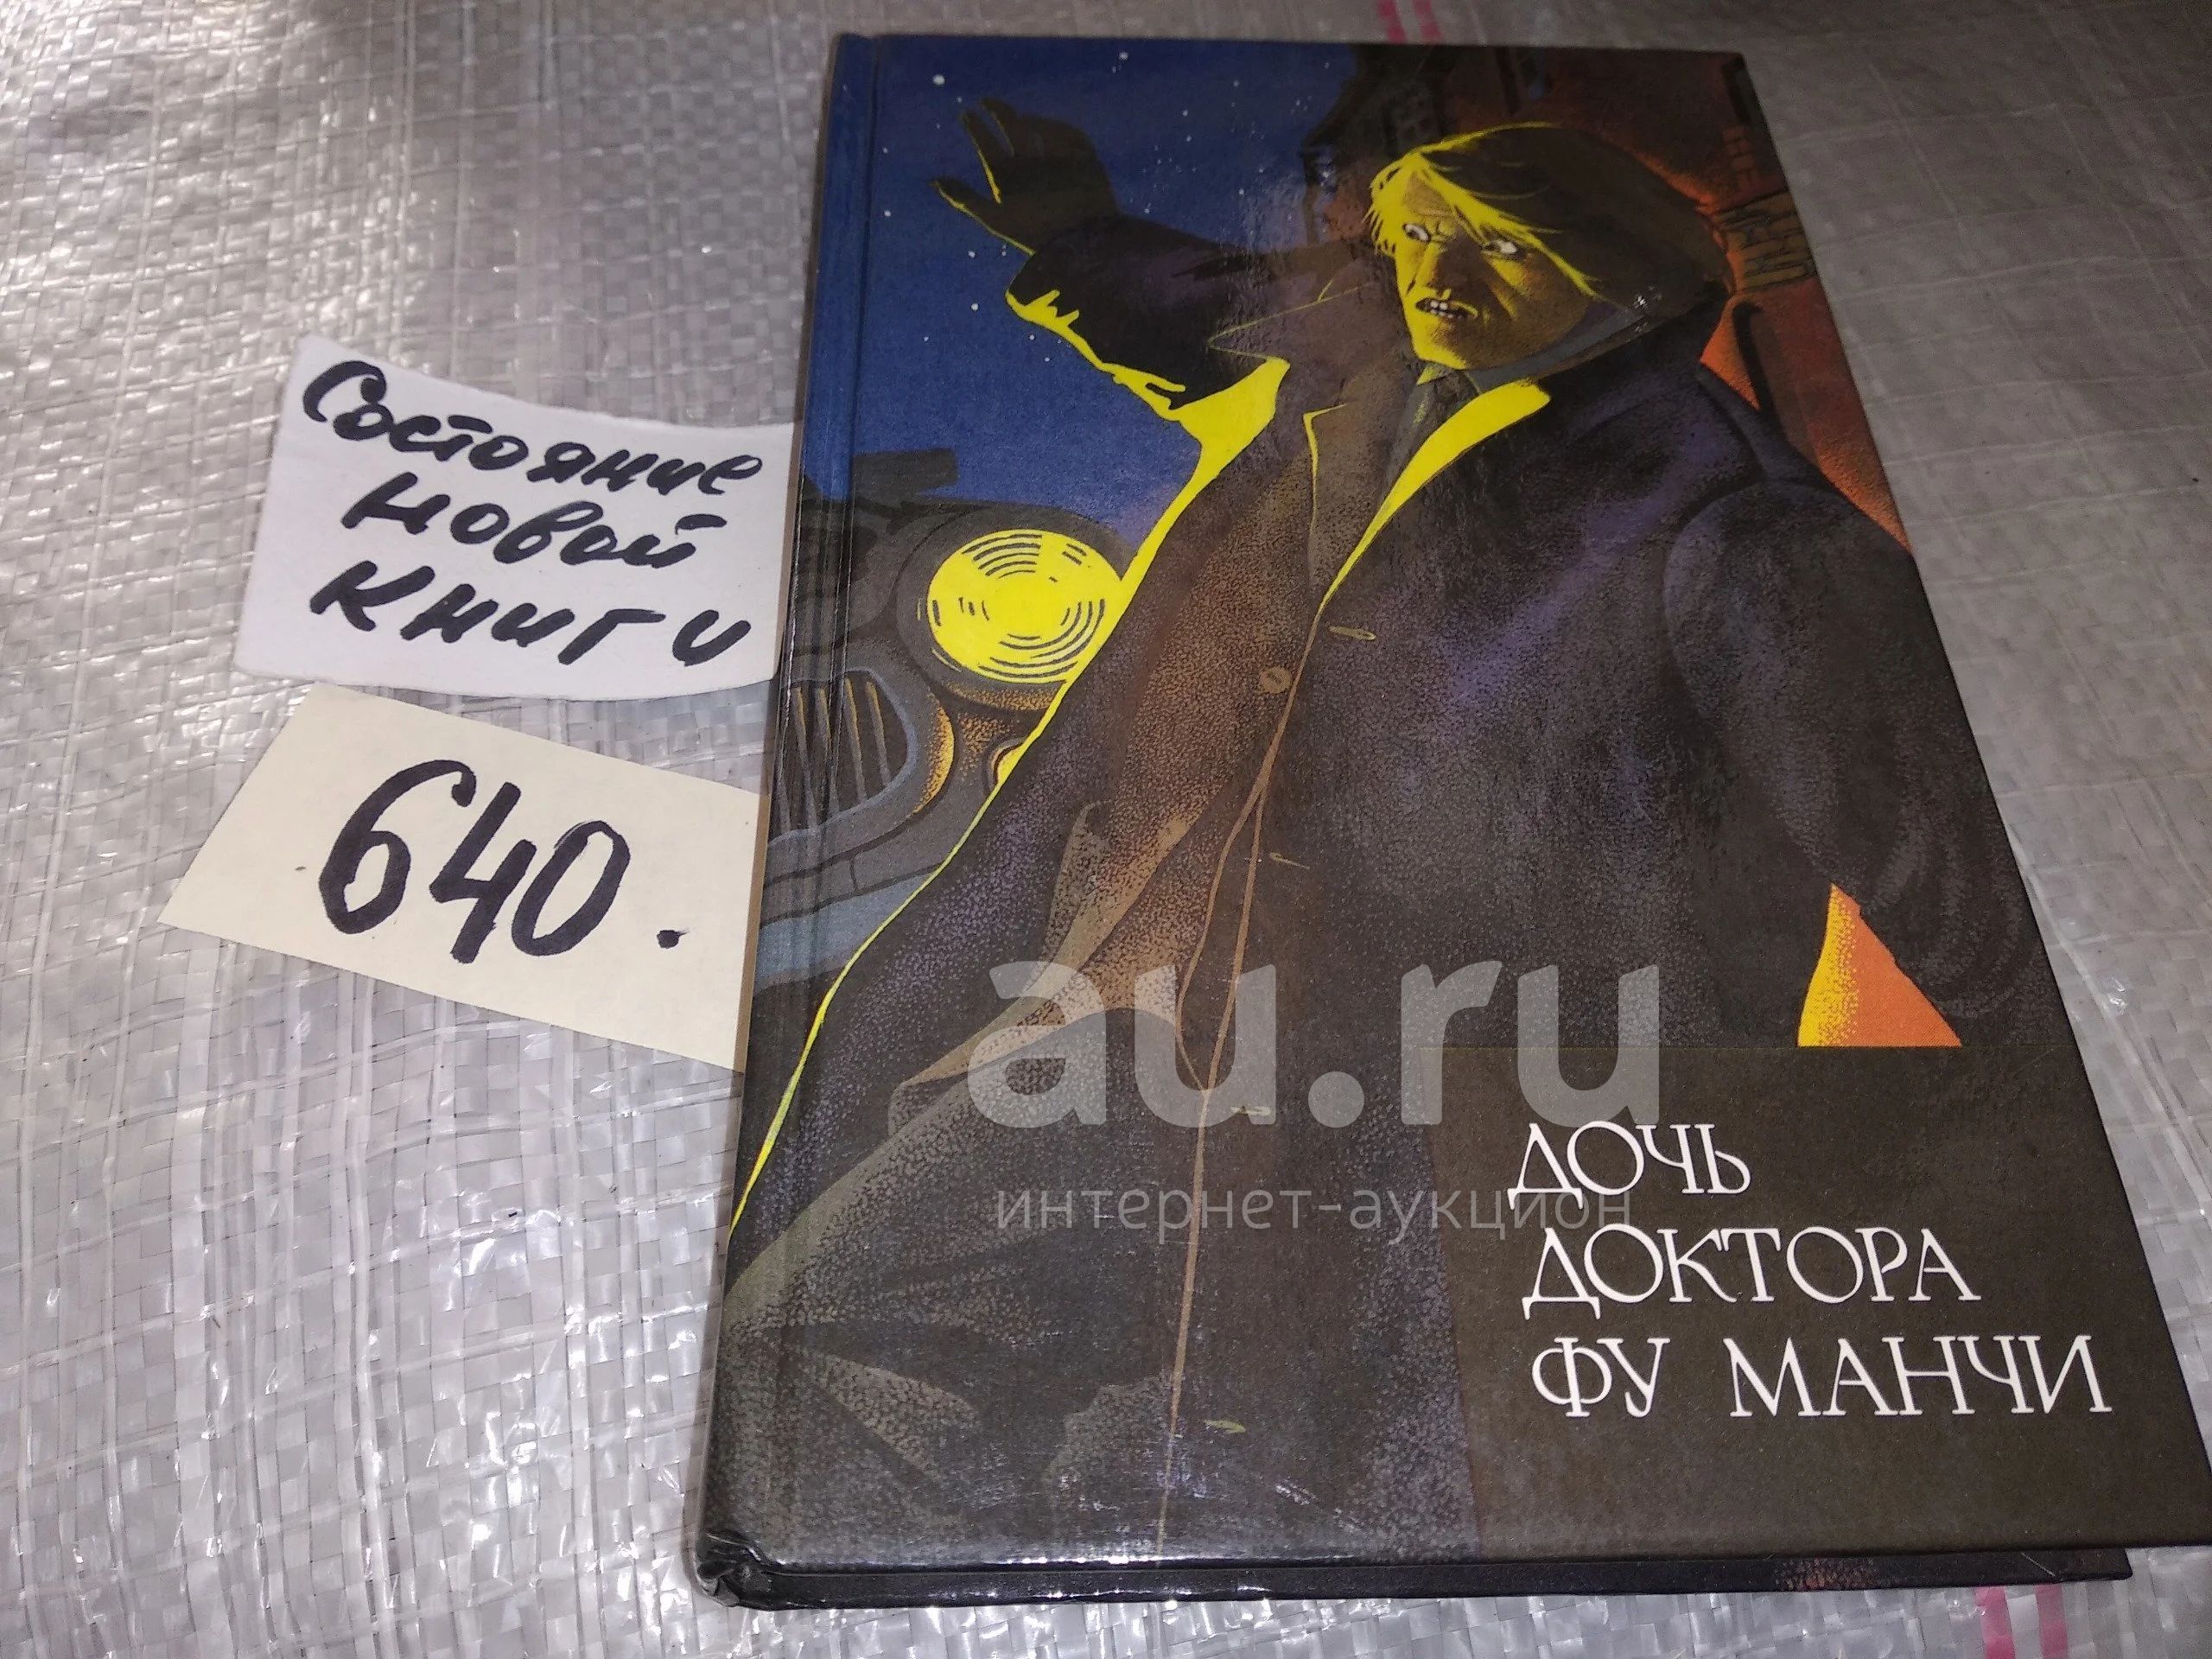 Состояние
новой
книги
640.
au.ru
интернет-аукцион
ДОЧЬ
ДОКТОРА
ФУ МАНЧИ